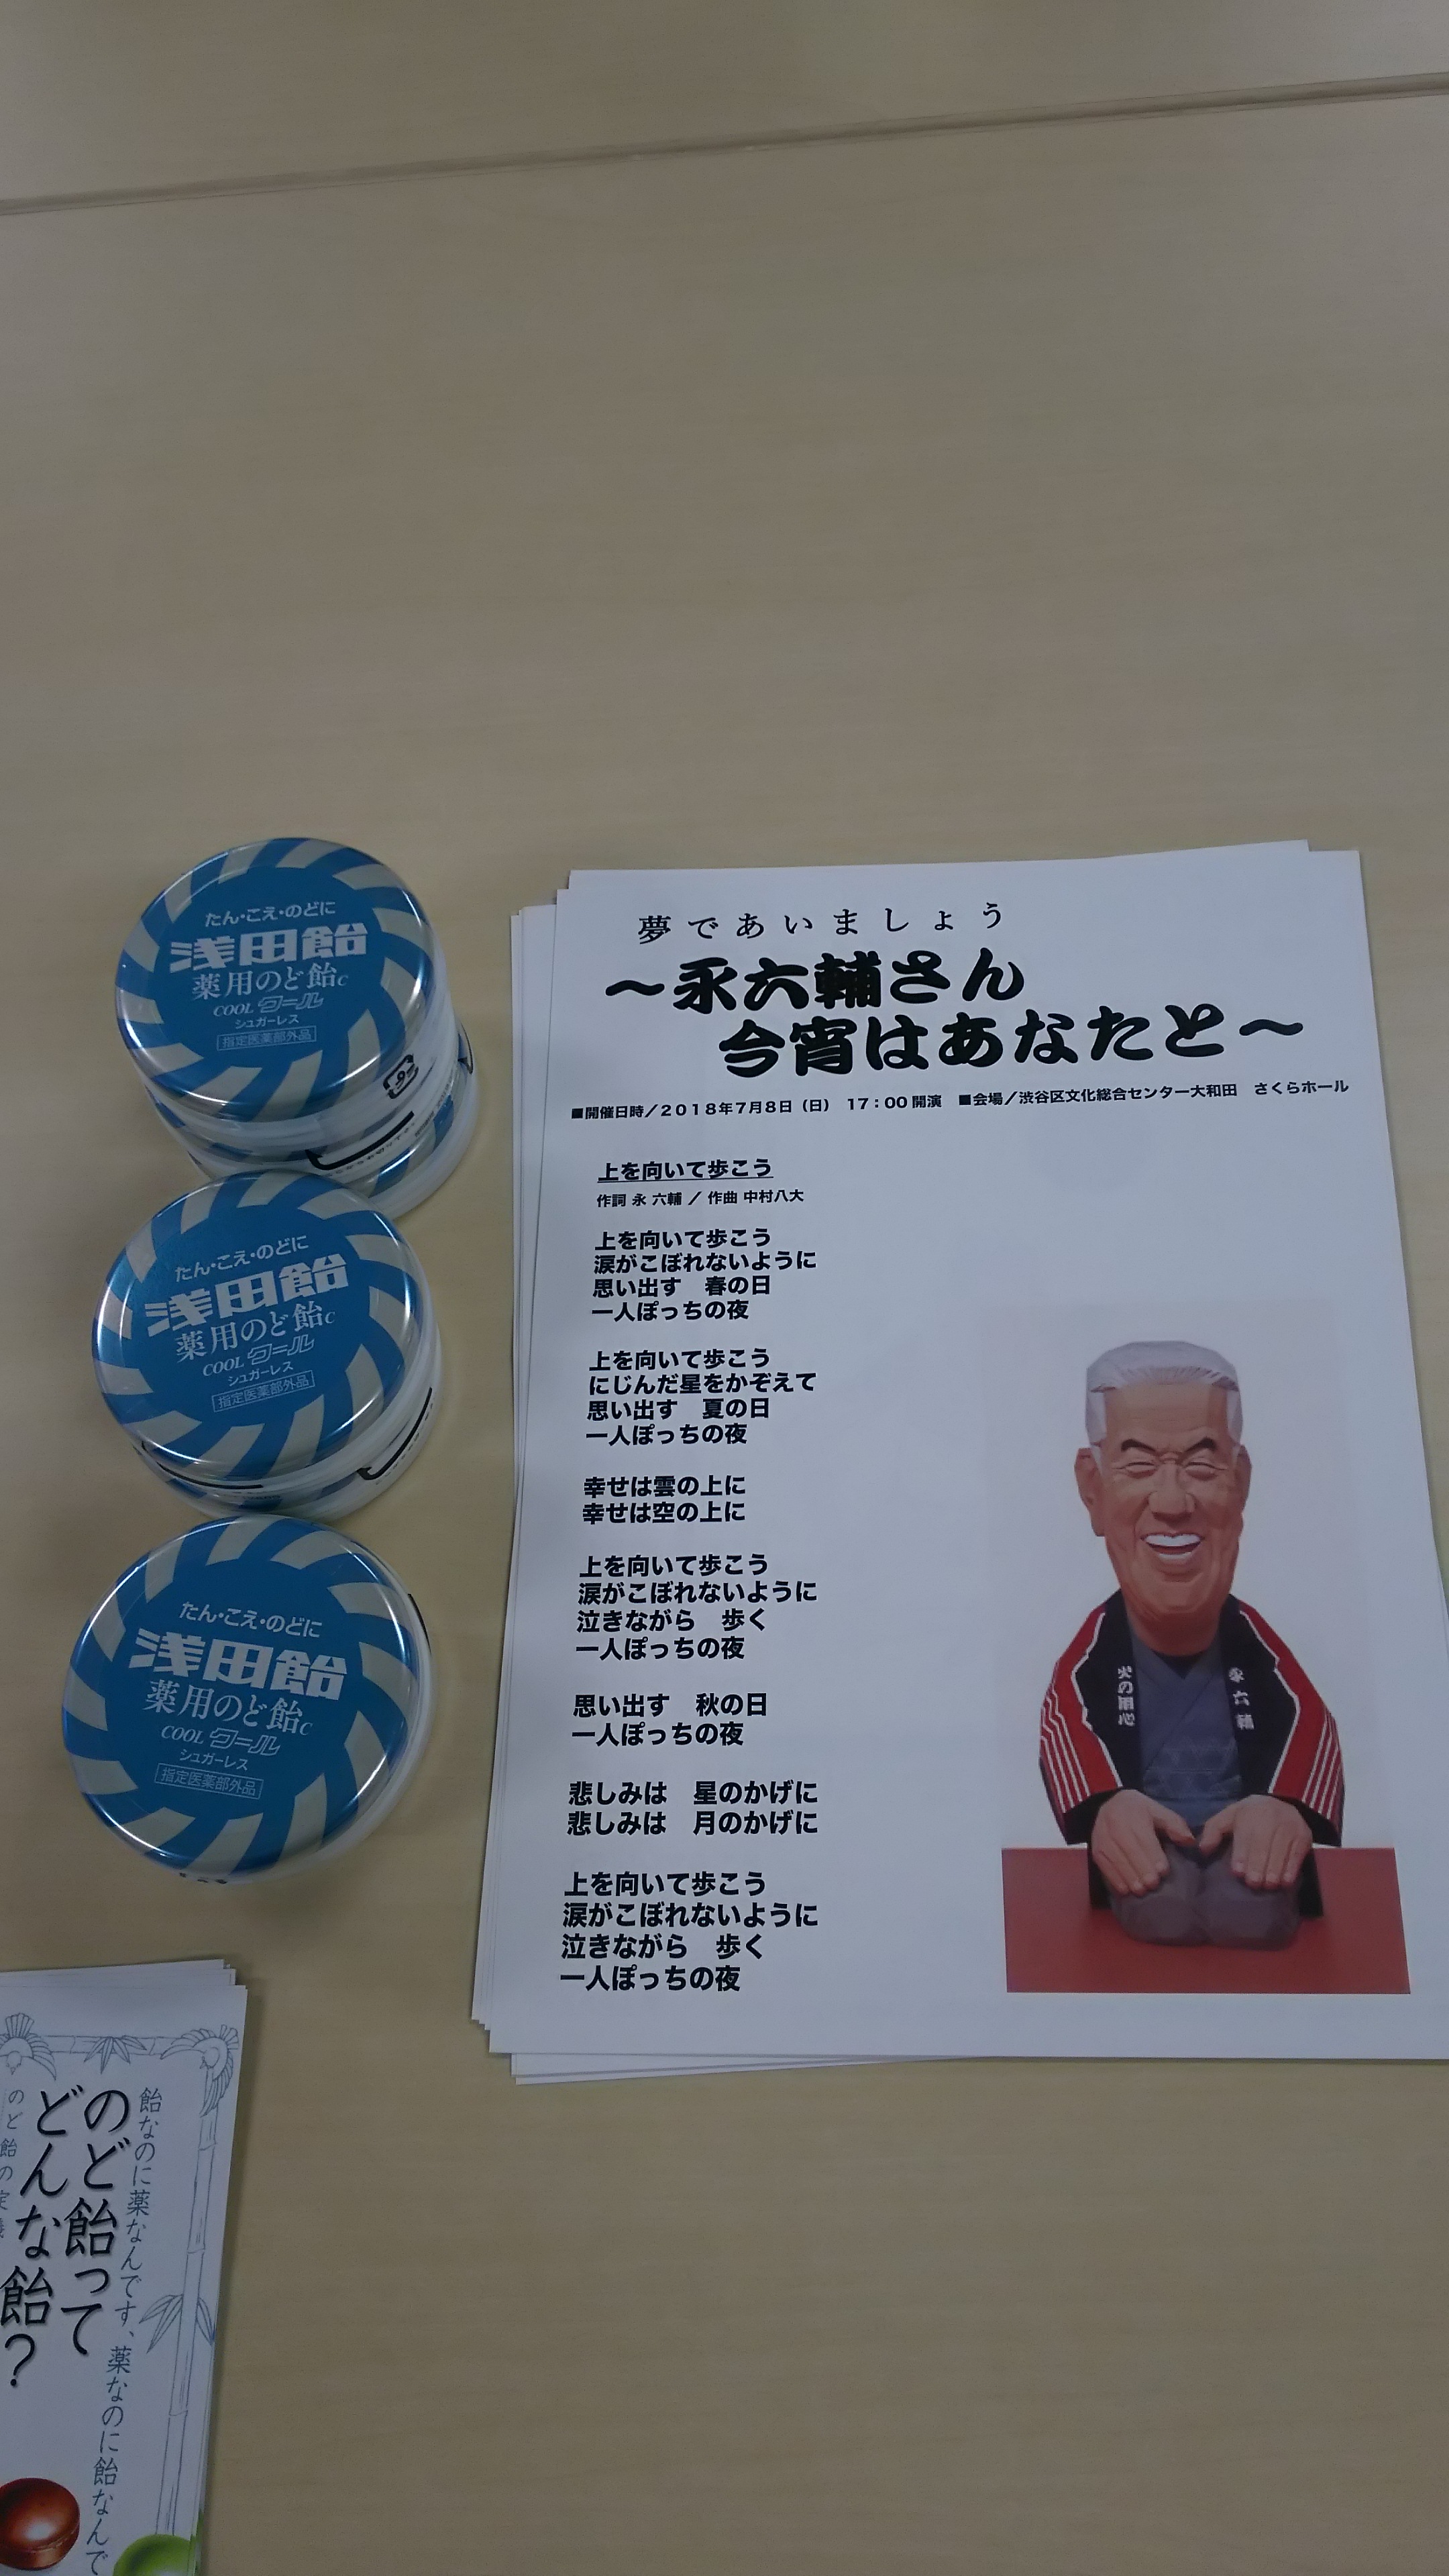 たん・こえ・のどに
浅田飴
薬用のど飴C
COOL クール
シュガーレス
指定医薬部外品
たん・こえ・のどに
浅田飴
薬用のど飴C
COOL クール
シュガーレス
指定医薬部外品
たん・こえ・のどに
浅田飴
薬用のど飴C
COOL クール
シュガーレス
指定医薬部外品
夢であいましょう
〜永六輔さん
今宵はあなたと〜
■開催日時／2018年7月8日（日） 17：00開演 ■会場／渋谷区文化総合センター大和田 さくらホール
上を向いて歩こう
作詞 永 六輔 ／ 作曲 中村八大
上を向いて歩こう
涙がこぼれないように
思い出す 春の日
一人ぽっちの夜
上を向いて歩こう
にじんだ星をかぞえて
思い出す 夏の日
一人ぽっちの夜
幸せは雲の上に
幸せは空の上に
上を向いて歩こう
涙がこぼれないように
泣きながら 歩く
一人ぽっちの夜
思い出す 秋の日
一人ぽっちの夜
悲しみは 星のかげに
悲しみは 月のかげに
上を向いて歩こう
涙がこぼれないように
泣きながら 歩く
一人ぽっちの夜
永六輔
火の用心
飴なのに薬なんです、薬なのに飴なんで
のど飴って
どんな飴？
のど飴の定義